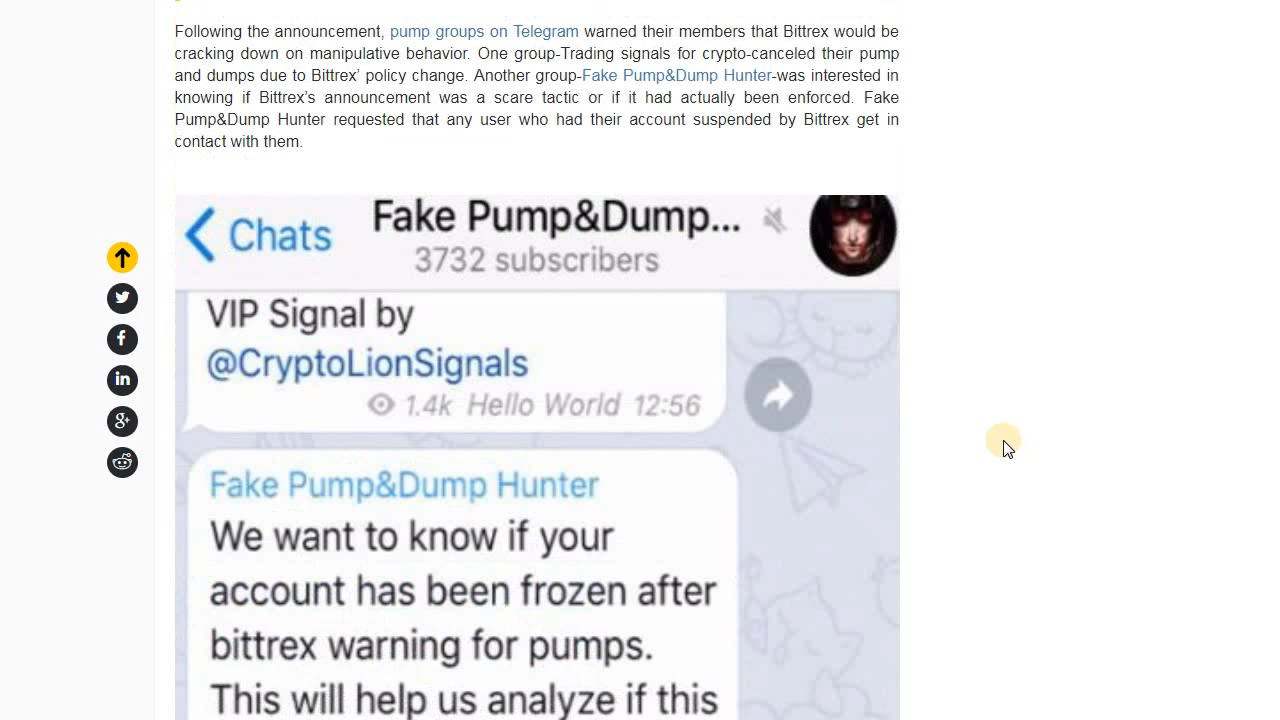 Following the announcement, pump groups on Telegram warned their members that Bittrex would be
cracking down on manipulative behavior. One group-Trading signals for crypto-canceled their pump
and dumps due to Bittrex’ policy change. Another group-Fake Pump&Dump Hunter-was interested in
knowing if Bittrex’s announcement was a scare tactic or if it had actually been enforced. Fake
Pump&Dump Hunter requested that any user who had their account suspended by Bittrex get in
contact with them.
Chats
Fake Pump&Dump...
3732 subscribers
VIP Signal by
@CryptoLionSignals
1.4k Hello World 12:56
Fake Pump&Dump Hunter
We want to know if your
account has been frozen after
bittrex warning for pumps.
This will help us analyze if this